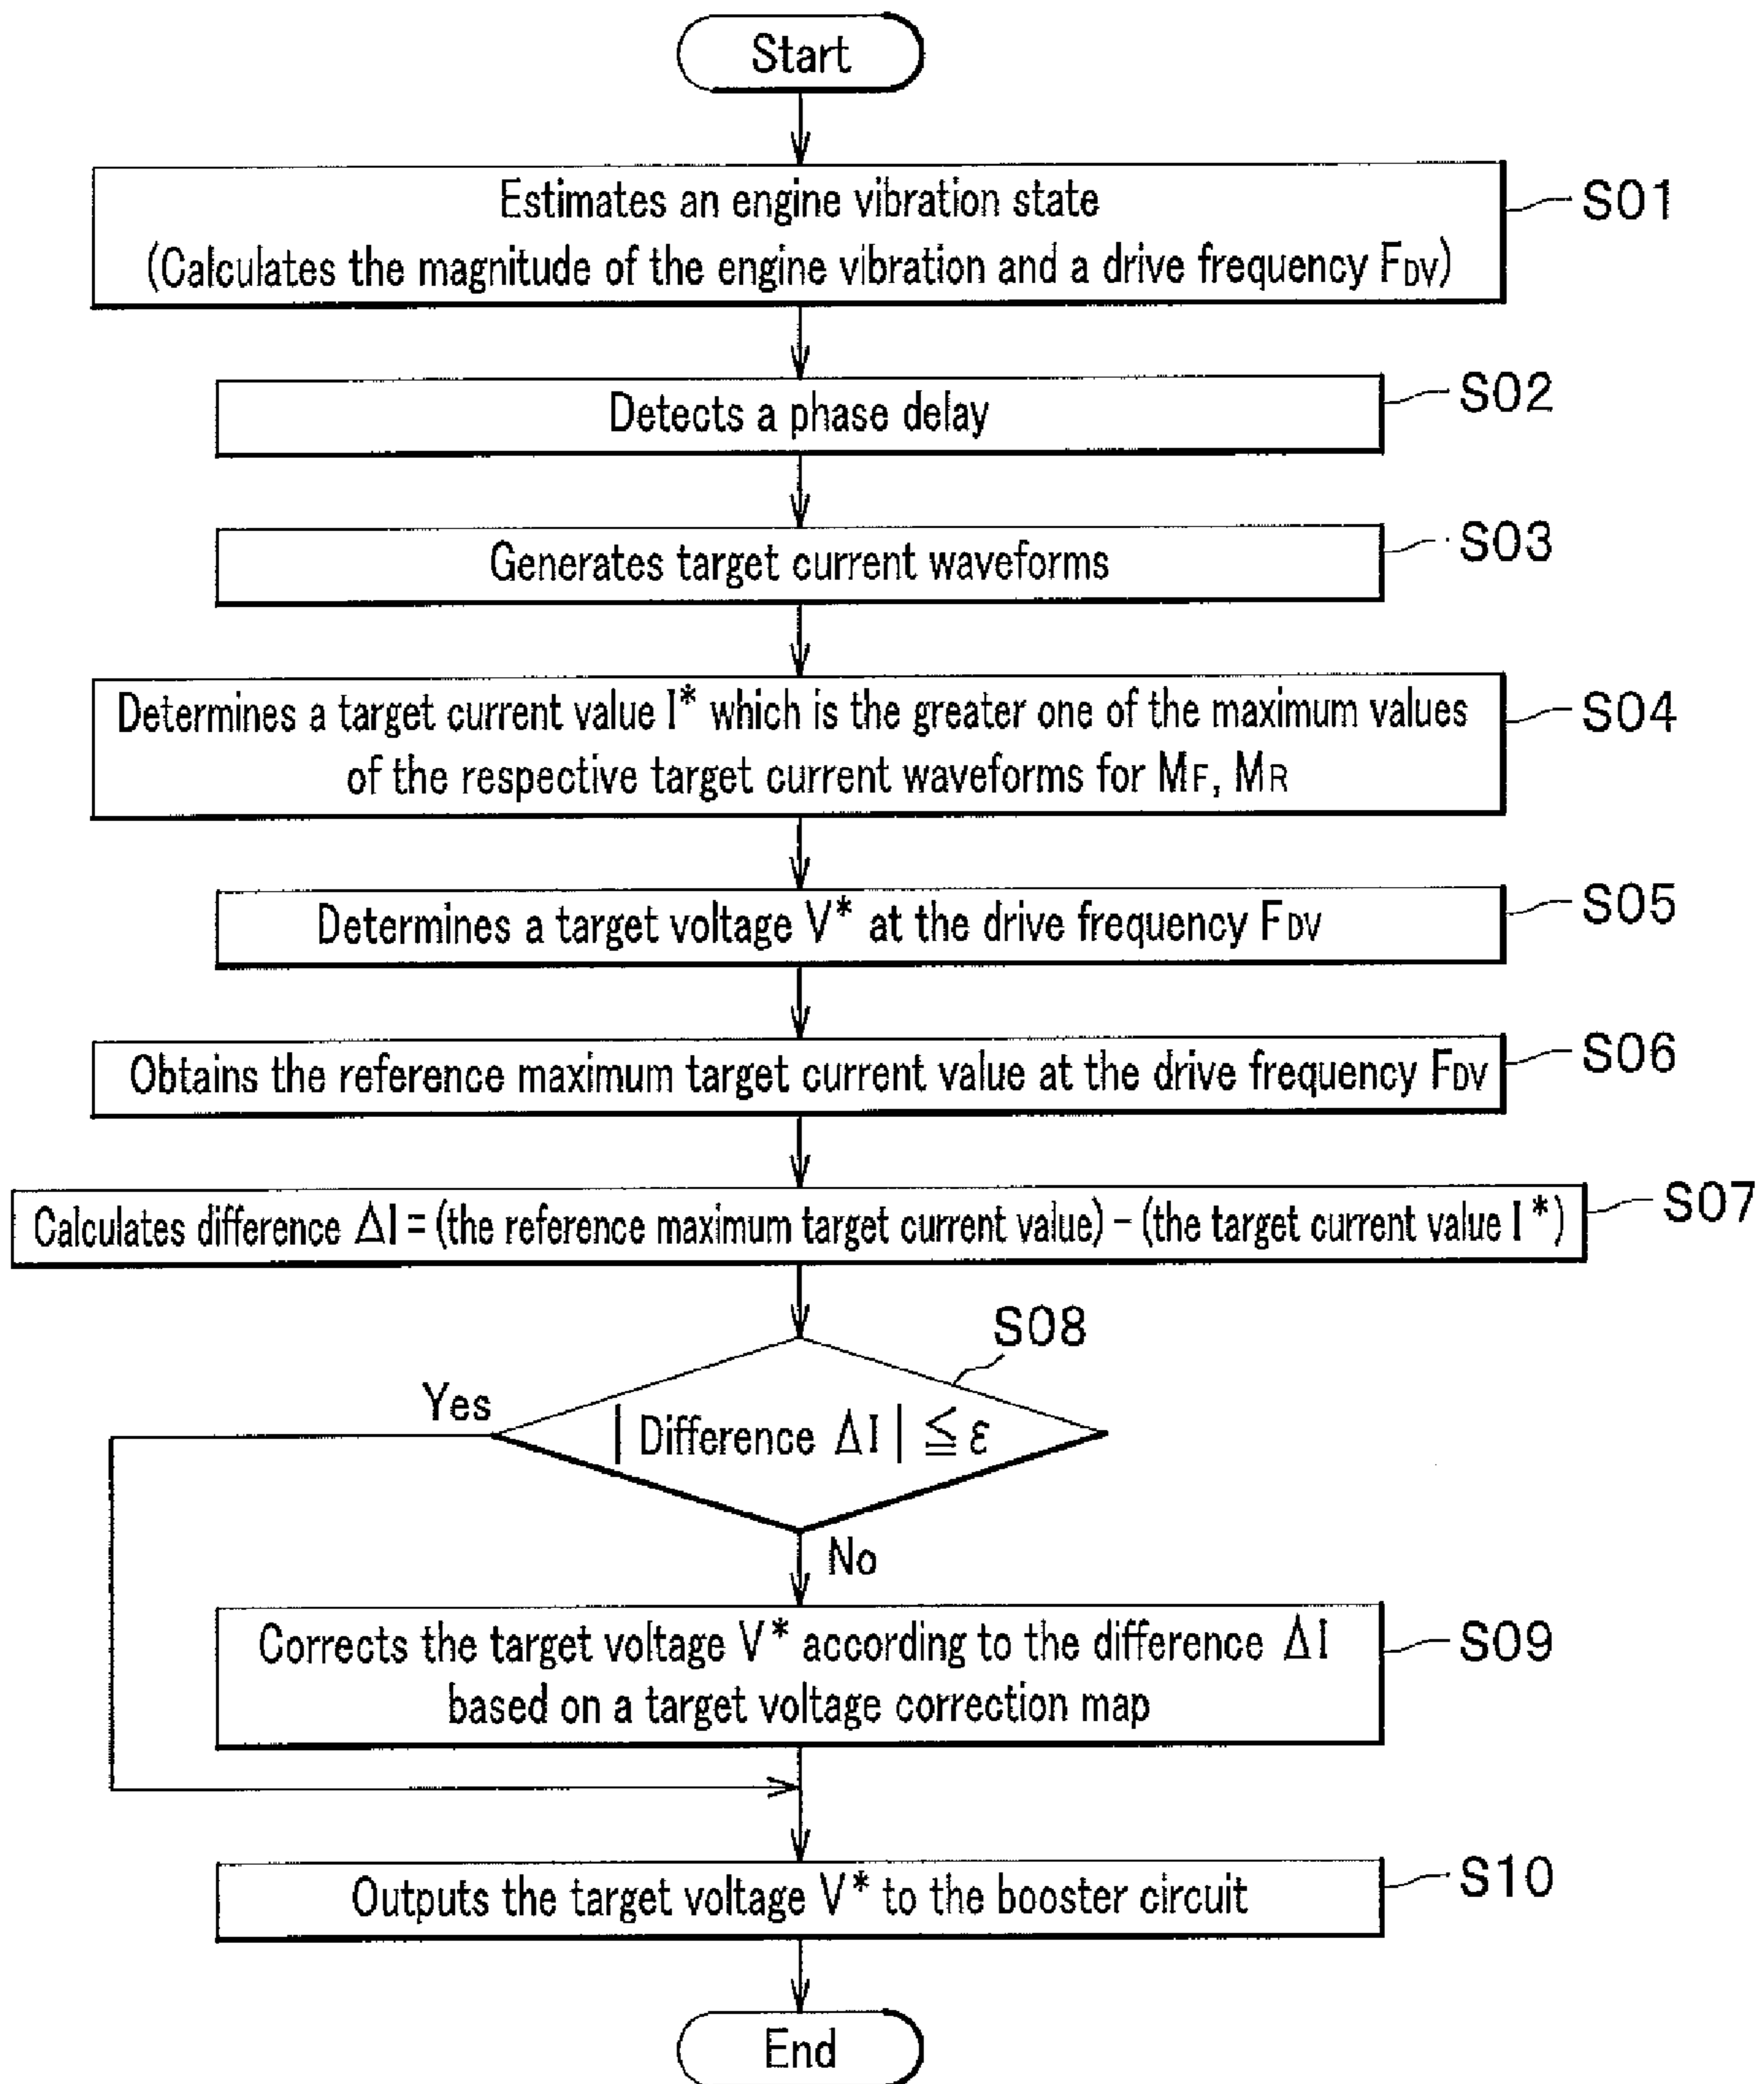 Start
Estimates an engine vibration state
(Calculates the magnitude of the engine vibration and a drive frequency FDV)
S01
Detects a phase delay
S02
Generates target current waveforms
S03
Determines a target current value I* which is the greater one of the maximum values
of the respective target current waveforms for MF, MR
S04
Determines a target voltage V* at the drive frequency FDV
S05
Obtains the reference maximum target current value at the drive frequency FDV
S06
Calculates difference ΔI = (the reference maximum target current value) - (the target current value I*)
S07
S08
Yes
| Difference ΔI | ≦ ε
No
Corrects the target voltage V* according to the difference ΔI
based on a target voltage correction map
S09
Outputs the target voltage V* to the booster circuit
S10
End